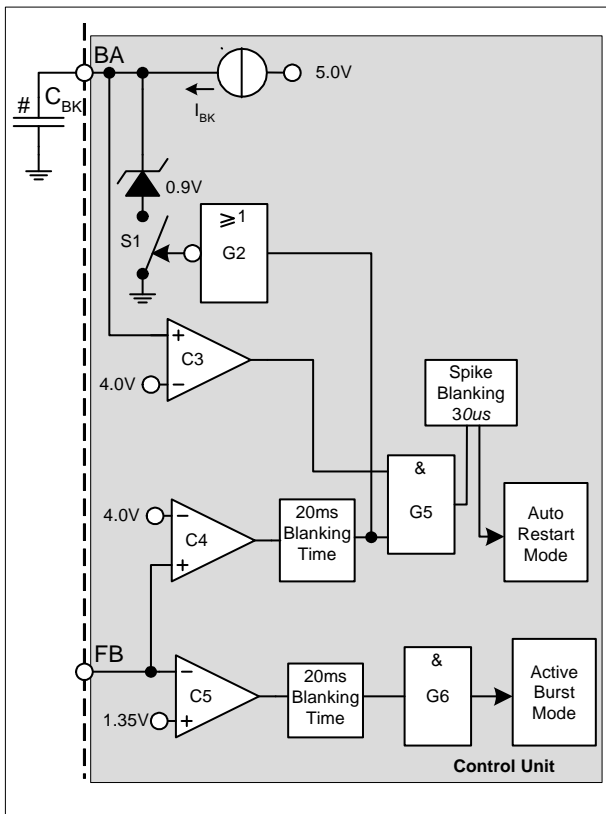 BA
5.0V
# C_BK
I_BK
0.9V
S1
≥1
G2
+
C3
4.0V
−
Spike
Blanking
30us
&
G5
4.0V
−
C4
+
20ms
Blanking
Time
Auto
Restart
Mode
FB
−
C5
1.35V
+
20ms
Blanking
Time
&
G6
Active
Burst
Mode
Control Unit